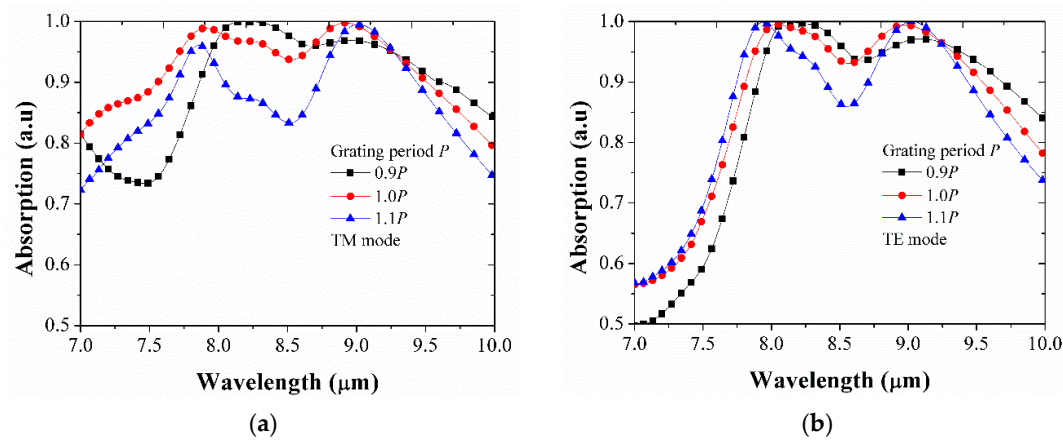 Absorption (a.u)
1.0
0.9
0.8
0.7
0.6
0.5
Grating period P
0.9P
1.0P
1.1P
TM mode
7.0 7.5 8.0 8.5 9.0 9.5 10.0
Wavelength (μm)
(a)
Absorption (a.u)
1.0
0.9
0.8
0.7
0.6
0.5
Grating period P
0.9P
1.0P
1.1P
TE mode
7.0 7.5 8.0 8.5 9.0 9.5 10.0
Wavelength (μm)
(b)